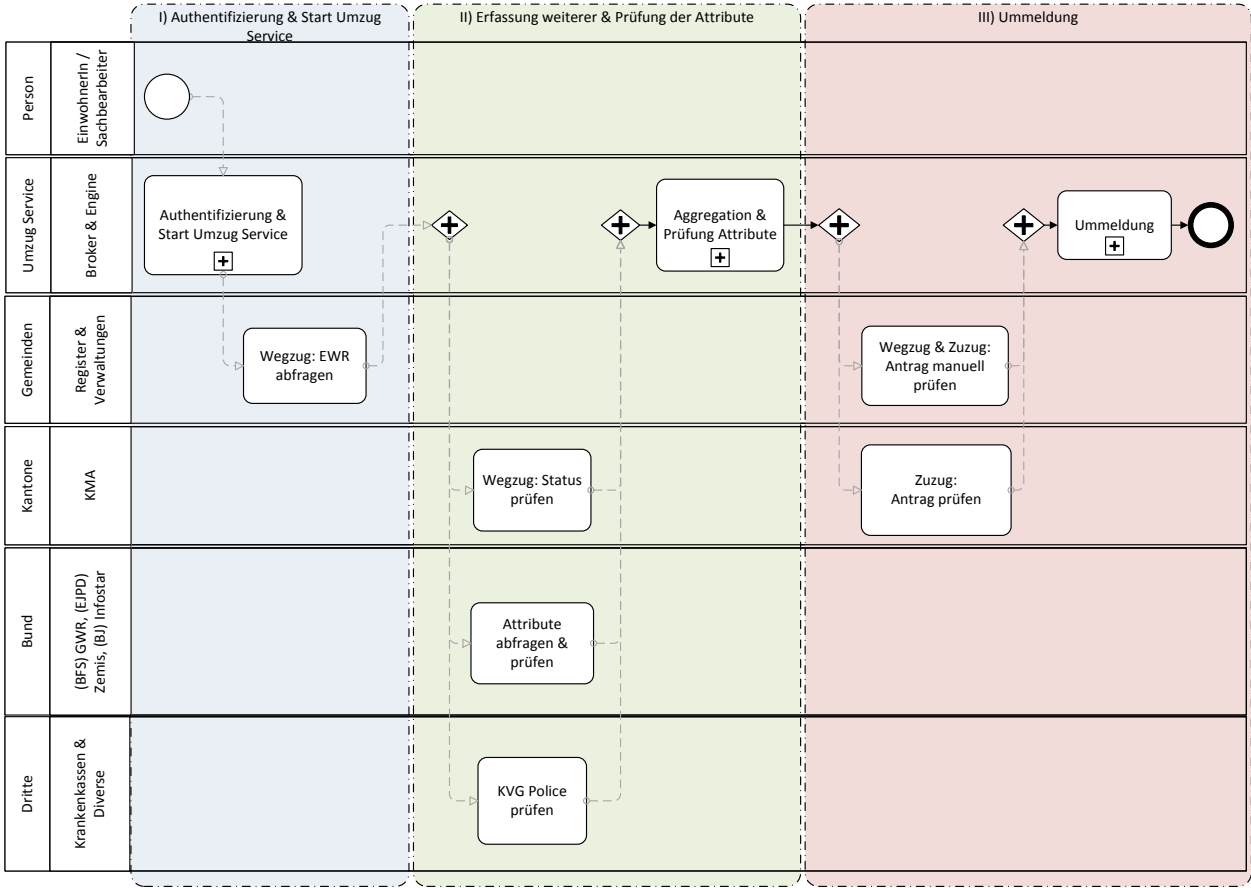 I) Authentifizierung & Start Umzug
Service
II) Erfassung weiterer & Prüfung der Attribute
III) Ummeldung
Person
EinwohnerIn /
Sachbearbeiter
Umzug Service
Broker & Engine
Authentifizierung &
Start Umzug Service
Aggregation &
Prüfung Attribute
Ummeldung
Gemeinden
Register &
Verwaltungen
Wegzug: EWR
abfragen
Wegzug & Zuzug:
Antrag manuell
prüfen
Kantone
KMA
Wegzug: Status
prüfen
Zuzug:
Antrag prüfen
Bund
(BFS) GWR, (EJPD)
Zemis, (BJ) Infostar
Attribute
abfragen &
prüfen
Dritte
Krankenkassen &
Diverse
KVG Police
prüfen